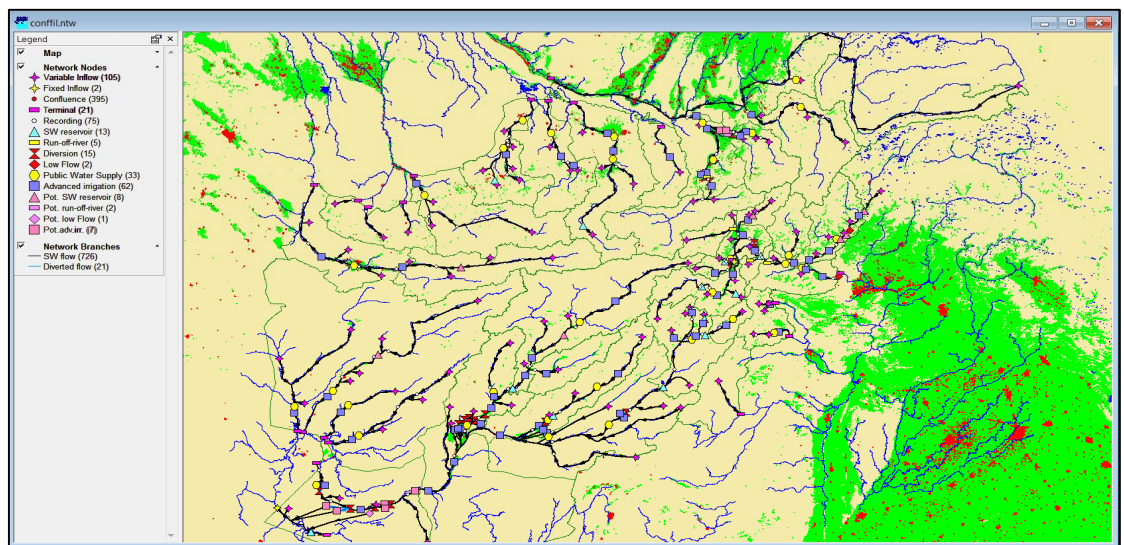 conffil.ntw
Legend
Map
Network Nodes
Variable Inflow (105)
Fixed Inflow (2)
Confluence (395)
Terminal (21)
Recording (75)
SW reservoir (13)
Run-off-river (5)
Diversion (15)
Low Flow (2)
Public Water Supply (33)
Advanced irrigation (62)
Pot. SW reservoir (8)
Pot. run-off-river (2)
Pot. low Flow (1)
Pot.adv.irr. (7)
Network Branches
SW flow (726)
Diverted flow (21)